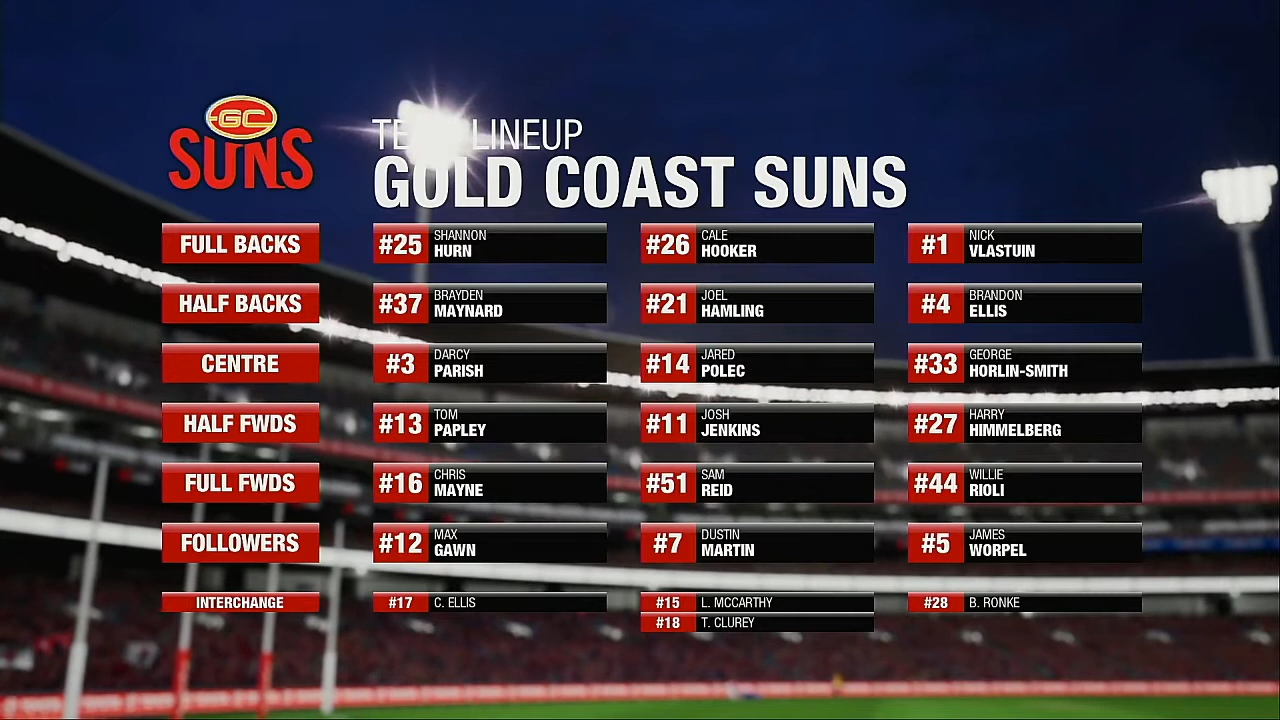 GC
SUNS
TEAM LINEUP
GOLD COAST SUNS
FULL BACKS
#25 SHANNON HURN
#26 CALE HOOKER
#1 NICK VLASTUIN
HALF BACKS
#37 BRAYDEN MAYNARD
#21 JOEL HAMLING
#4 BRANDON ELLIS
CENTRE
#3 DARCY PARISH
#14 JARED POLEC
#33 GEORGE HORLIN-SMITH
HALF FWDS
#13 TOM PAPLEY
#11 JOSH JENKINS
#27 HARRY HIMMELBERG
FULL FWDS
#16 CHRIS MAYNE
#51 SAM REID
#44 WILLIE RIOLI
FOLLOWERS
#12 MAX GAWN
#7 DUSTIN MARTIN
#5 JAMES WORPEL
INTERCHANGE
#17 C. ELLIS
#15 L. MCCARTHY
#28 B. RONKE
#18 T. CLUREY